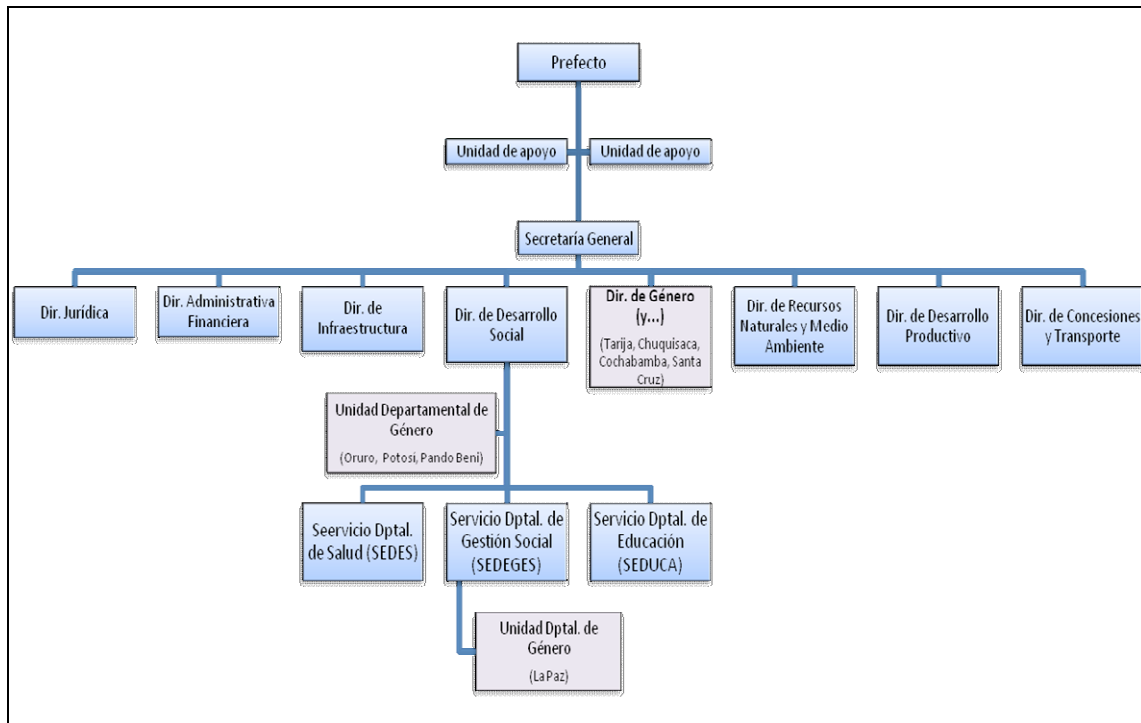 Prefecto
Unidad de apoyo
Unidad de apoyo
Secretaría General
Dir. Jurídica
Dir. Administrativa
Financiera
Dir. de
Infraestructura
Dir. de Desarrollo
Social
Dir. de Género
(y...)
(Tarija, Chuquisaca,
Cochabamba, Santa
Cruz)
Dir. de Recursos
Naturales y Medio
Ambiente
Dir. de Desarrollo
Productivo
Dir. de Concesiones
y Transporte
Unidad Departamental de
Género
(Oruro, Potosi, Pando Beni)
Seervicio Dptal.
de Salud (SEDES)
Servicio Dptal. de
Gestión Social
(SEDEGES)
Servicio Dptal. de
Educación
(SEDUCA)
Unidad Dptal. de
Género
(La Paz)